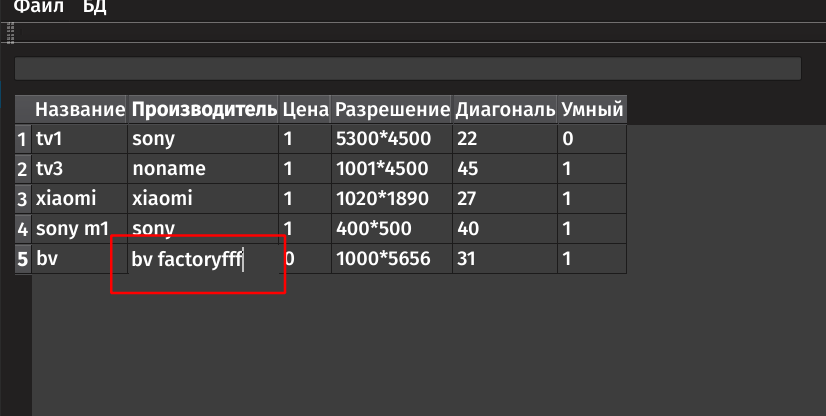 Файл БД
Название Производитель Цена Разрешение Диагональ Умный
1 tv1 sony 1 5300*4500 22 0
2 tv3 noname 1 1001*4500 45 1
3 xiaomi xiaomi 1 1020*1890 27 1
4 sony m1 sony 1 400*500 40 1
5 bv bv factoryfff 0 1000*5656 31 1